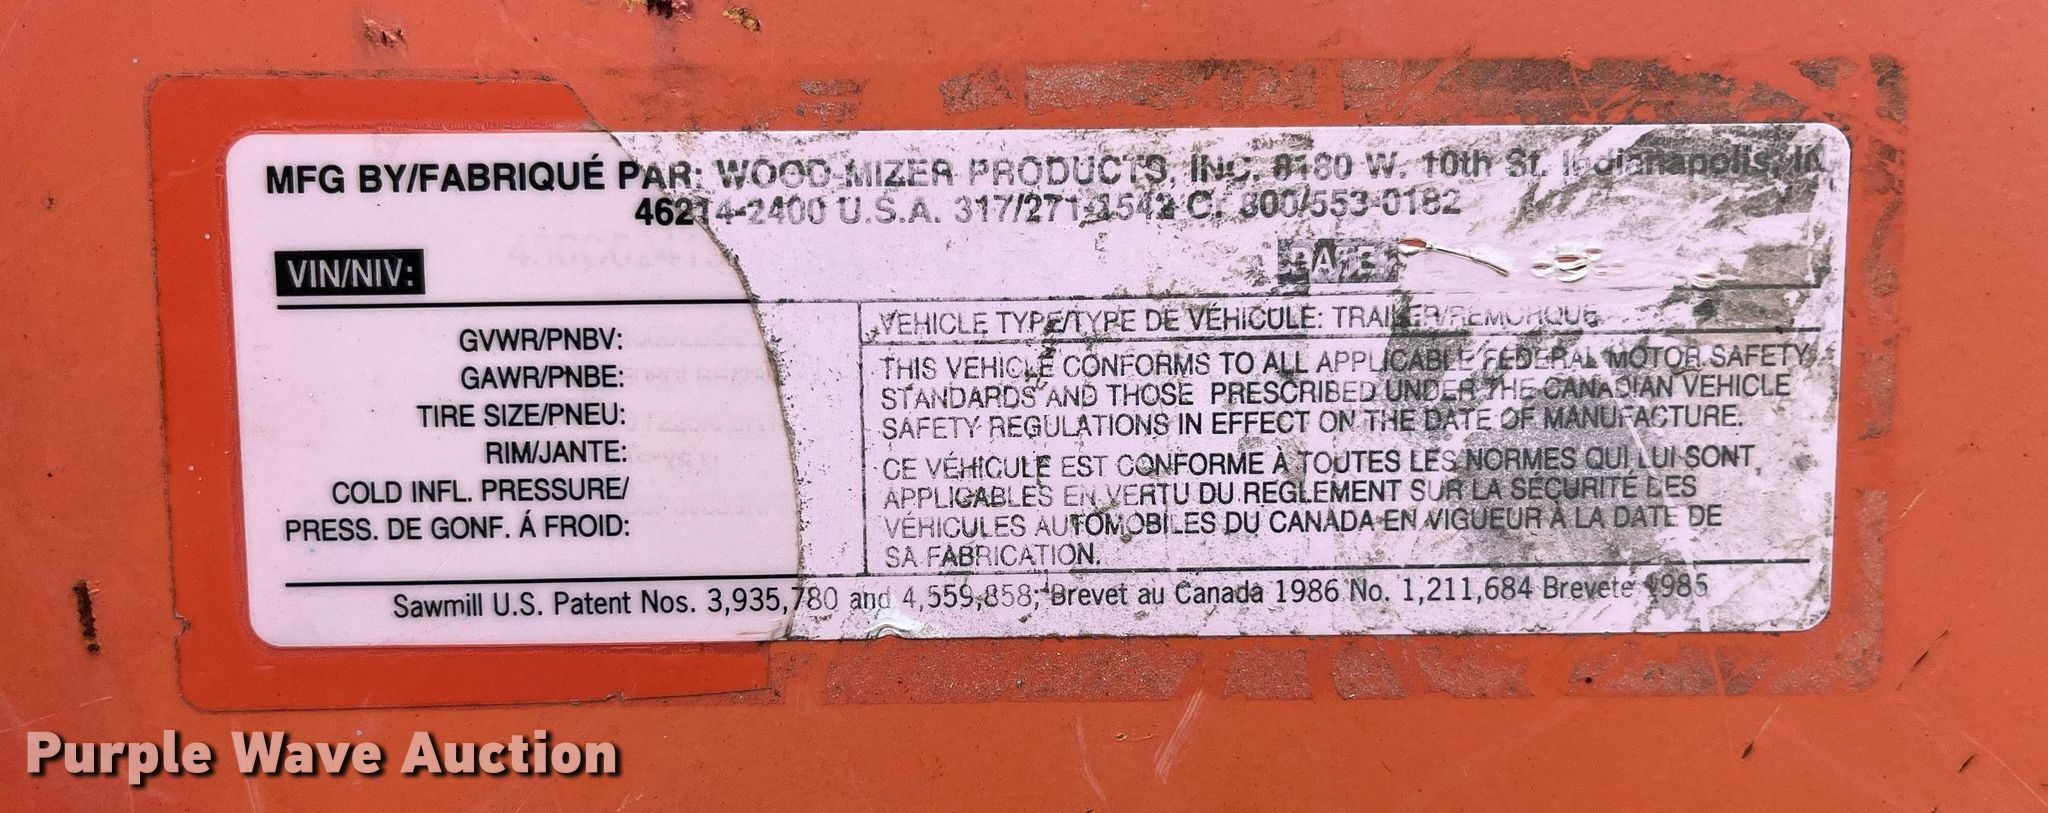 MFG BY/FABRIQUÉ PAR: WOOD-MIZER PRODUCTS, INC. 8180 W. 10th St. Indianapolis, IN
46214-2400 U.S.A. 317/271-1542 Or 800/553-0182
VIN/NIV: DATE
GVWR/PNBV:
GAWR/PNBE:
TIRE SIZE/PNEU:
RIM/JANTE:
COLD INFL. PRESSURE/
PRESS. DE GONF. Á FROID:
VEHICLE TYPE/TYPE DE VÉHICULE: TRAILER/REMORQUE
THIS VEHICLE CONFORMS TO ALL APPLICABLE FEDERAL MOTOR SAFETY
STANDARDS AND THOSE PRESCRIBED UNDER THE CANADIAN VEHICLE
SAFETY REGULATIONS IN EFFECT ON THE DATE OF MANUFACTURE.
CE VÉHICULE EST CONFORME À TOUTES LES NORMES QUI LUI SONT
APPLICABLES EN VERTU DU REGLEMENT SUR LA SÉCURITÉ DES
VÉHICULES AUTOMOBILES DU CANADA EN VIGUEUR À LA DATE DE
SA FABRICATION.
Sawmill U.S. Patent Nos. 3,935,780 and 4,559,858; Brevet au Canada 1986 No. 1,211,684 Brevete 1985
Purple Wave Auction